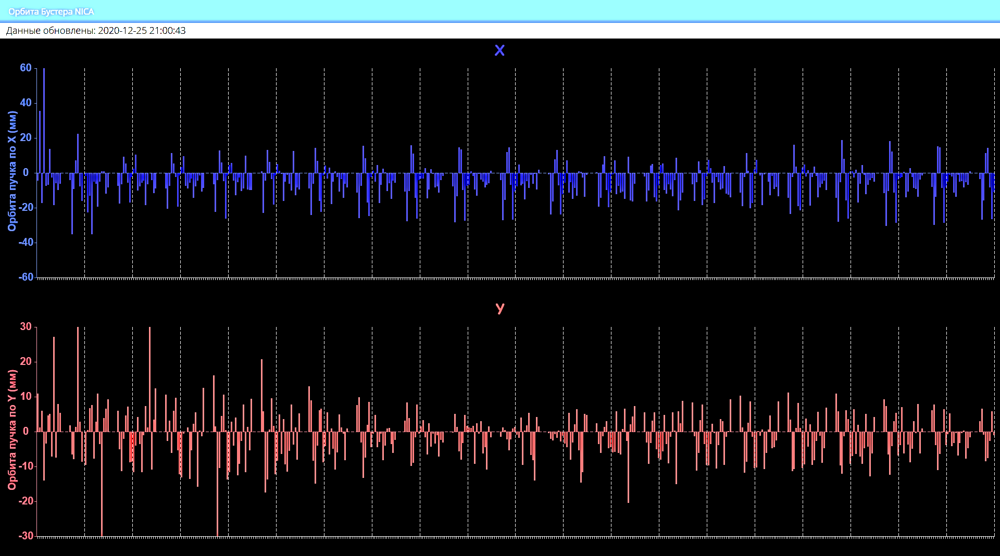 Орбита Бустера NICA
Данные обновлены: 2020-12-25 21:00:43
X
60
40
20
0
-20
-40
-60
Орбита пучка по X (мм)
Y
30
20
10
0
-10
-20
-30
Орбита пучка по Y (мм)